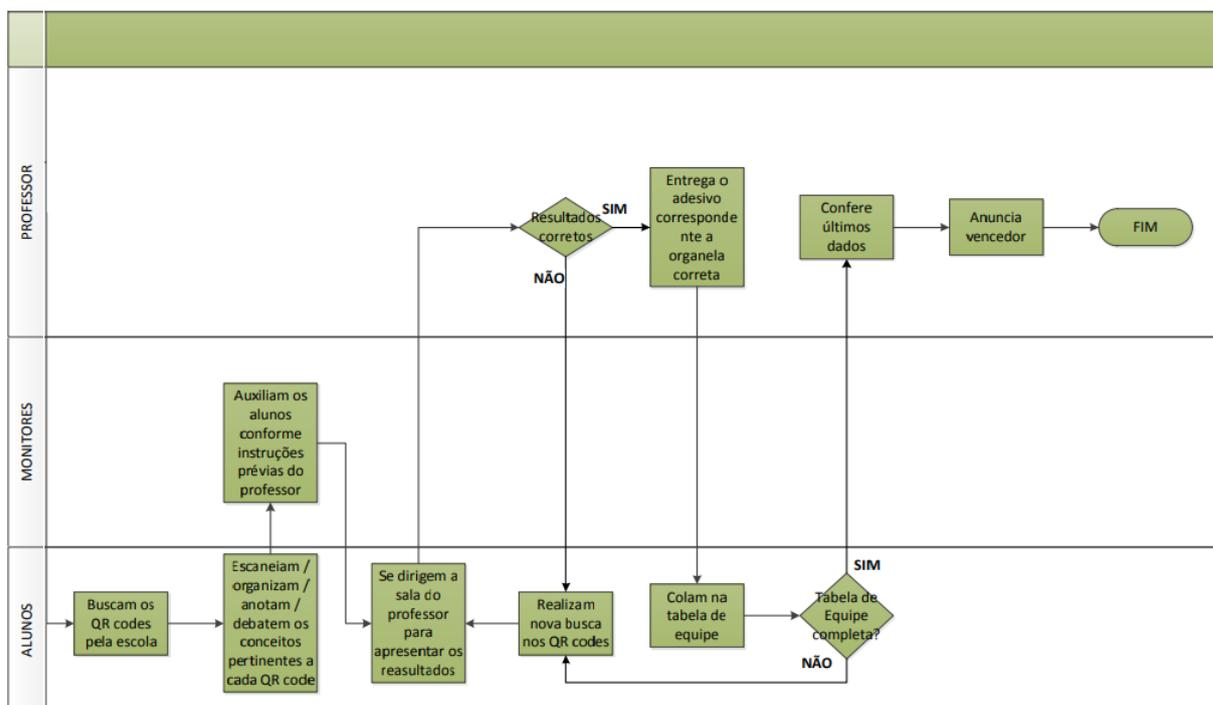 PROFESSOR
Resultados
corretos
SIM
NÃO
Entrega o
adesivo
corresponde
nte a
organela
correta
Confere
últimos
dados
Anuncia
vencedor
FIM
MONITORES
Auxiliam os
alunos
conforme
instruções
prévias do
professor
ALUNOS
Buscam os
QR codes
pela escola
Escaneiam /
organizam /
anotam /
debatem os
conceitos
pertinentes a
cada QR code
Se dirigem a
sala do
professor
para
apresentar os
reasultados
Realizam
nova busca
nos QR codes
Colam na
tabela de
equipe
Tabela de
Equipe
completa?
SIM
NÃO